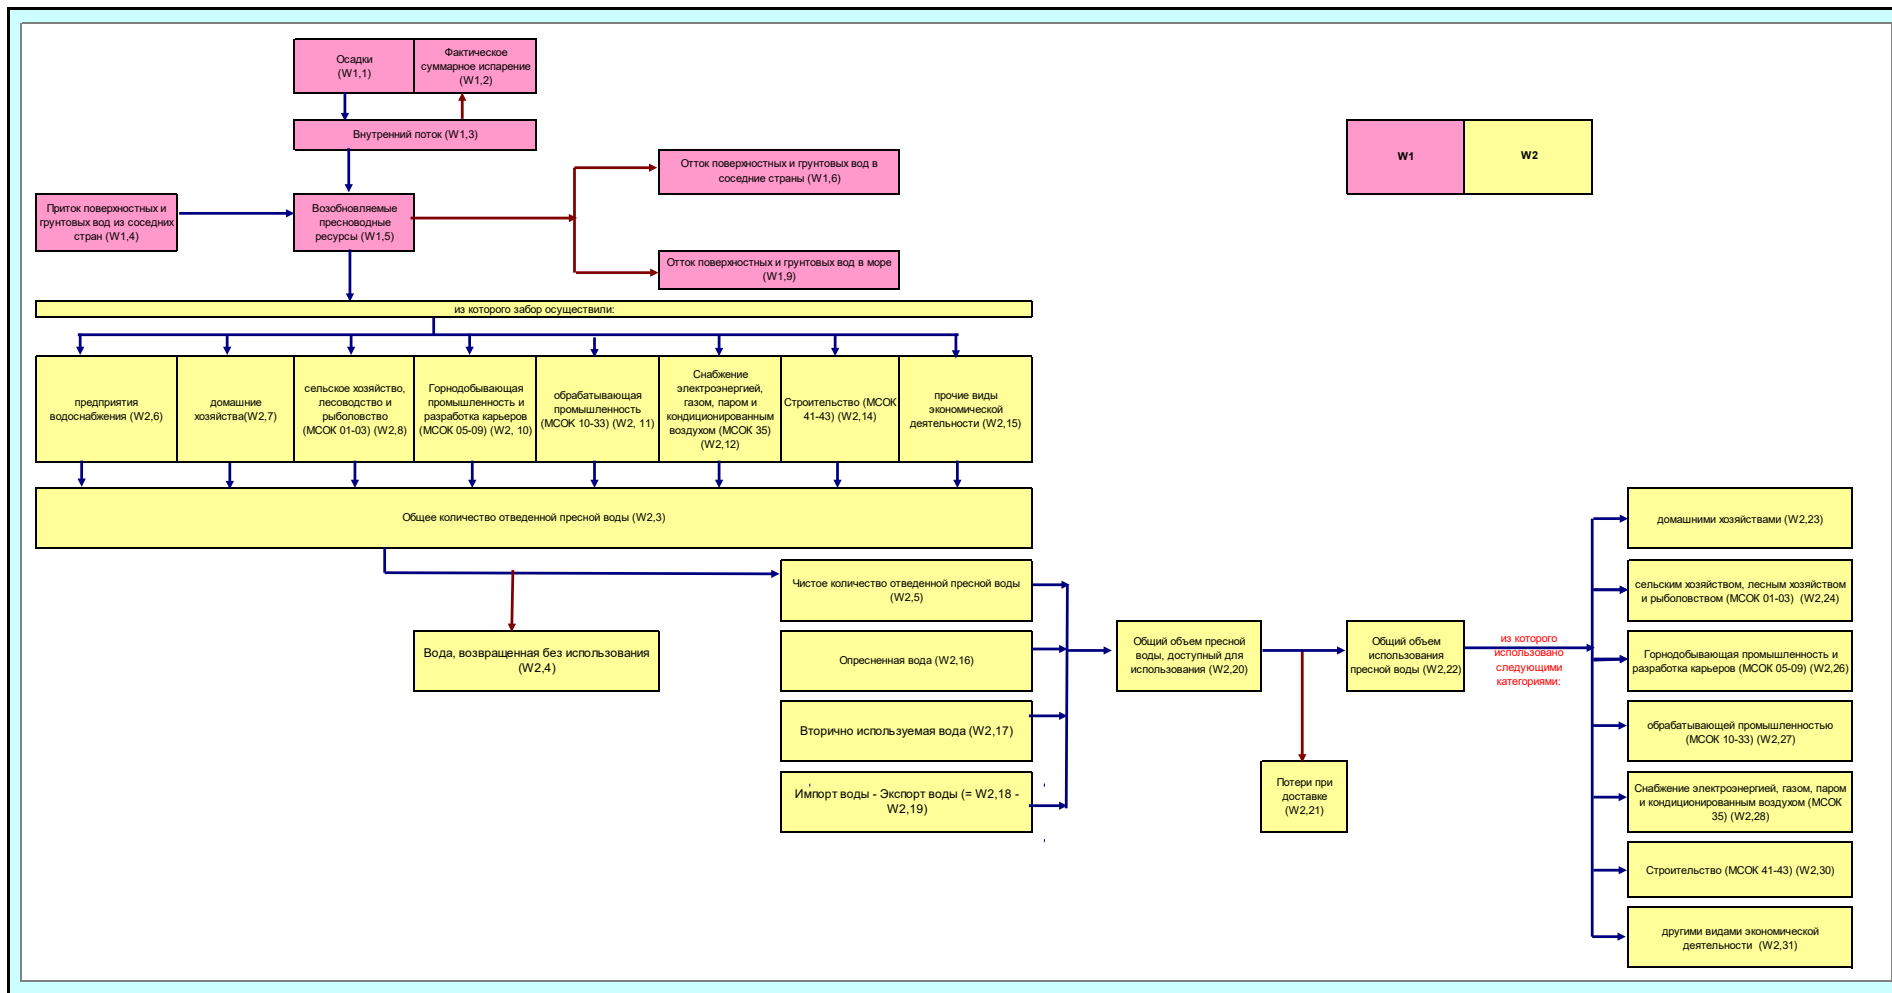 Осадки
(W1,1)
Фактическое
суммарное испарение
(W1,2)
Внутренний поток (W1,3)
Отток поверхностных и грунтовых вод в
соседние страны (W1,6)
W1
W2
Приток поверхностных и
грунтовых вод из соседних
стран (W1,4)
Возобновляемые
пресноводные
ресурсы (W1,5)
Отток поверхностных и грунтовых вод в море
(W1,9)
из которого забор осуществили:
предприятия
водоснабжения (W2,6)
домашние
хозяйства(W2,7)
сельское хозяйство,
лесоводство и
рыболовство
(МСОК 01-03) (W2,8)
Горнодобывающая
промышленность и
разработка карьеров
(МСОК 05-09) (W2, 10)
обрабатывающая
промышленность
(МСОК 10-33) (W2, 11)
Снабжение
электроэнергией,
газом, паром и
кондиционированным
воздухом (МСОК 35)
(W2,12)
Строительство (МСОК
41-43) (W2,14)
прочие виды
экономической
деятельности (W2,15)
Общее количество отведенной пресной воды (W2,3)
Чистое количество отведенной пресной воды
(W2,5)
Вода, возвращенная без использования
(W2,4)
Опресненная вода (W2,16)
Вторично используемая вода (W2,17)
Импорт воды - Экспорт воды (= W2,18 -
W2,19)
Общий объем пресной
воды, доступный для
использования (W2,20)
Потери при
доставке
(W2,21)
Общий объем
использования
пресной воды (W2,22)
из которого
использовано
следующими
категориями:
домашними хозяйствами (W2,23)
сельским хозяйством, лесным хозяйством
и рыболовством (МСОК 01-03) (W2,24)
Горнодобывающая промышленность и
разработка карьеров (МСОК 05-09) (W2,26)
обрабатывающей промышленностью
(МСОК 10-33) (W2,27)
Снабжение электроэнергией, газом, паром
и кондиционированным воздухом (МСОК
35) (W2,28)
Строительство (МСОК 41-43) (W2,30)
другими видами экономической
деятельности (W2,31)